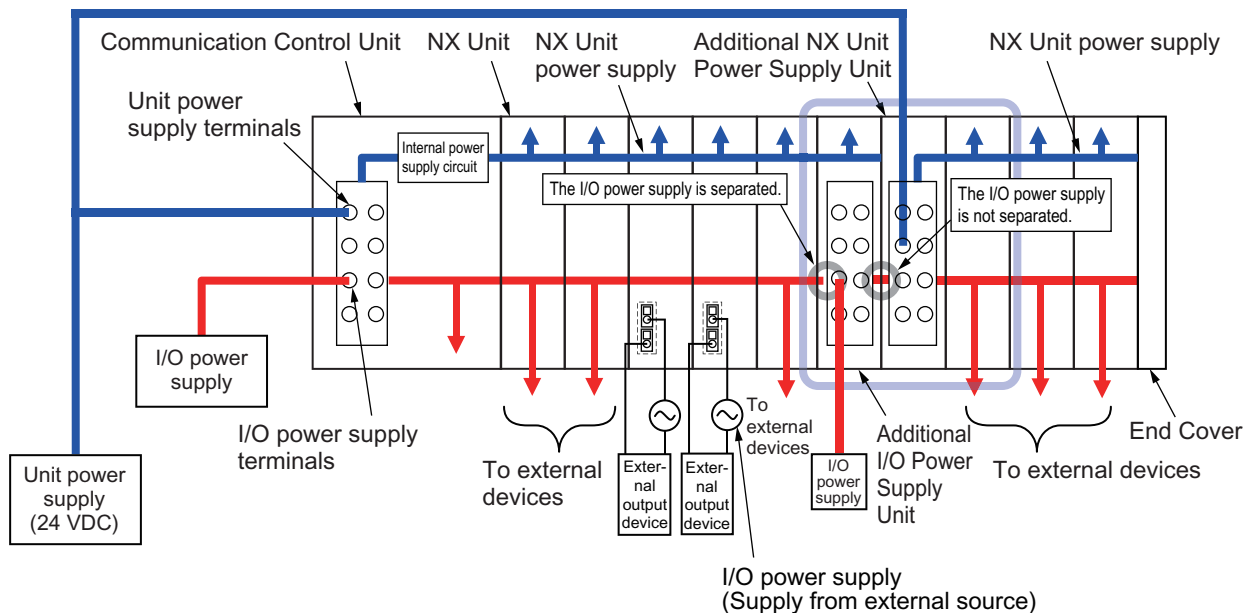 Communication Control Unit
NX Unit
NX Unit
power supply
Additional NX Unit
Power Supply Unit
NX Unit power supply
Unit power
supply terminals
Internal power
supply circuit
The I/O power supply is separated.
The I/O power supply
is not separated.
I/O power
supply
I/O power supply
terminals
Unit power
supply
(24 VDC)
To external
devices
Exter-
nal
output
device
Exter-
nal
output
device
To
external
devices
I/O
power
supply
Additional
I/O Power
Supply
Unit
To external devices
End Cover
I/O power supply
(Supply from external source)